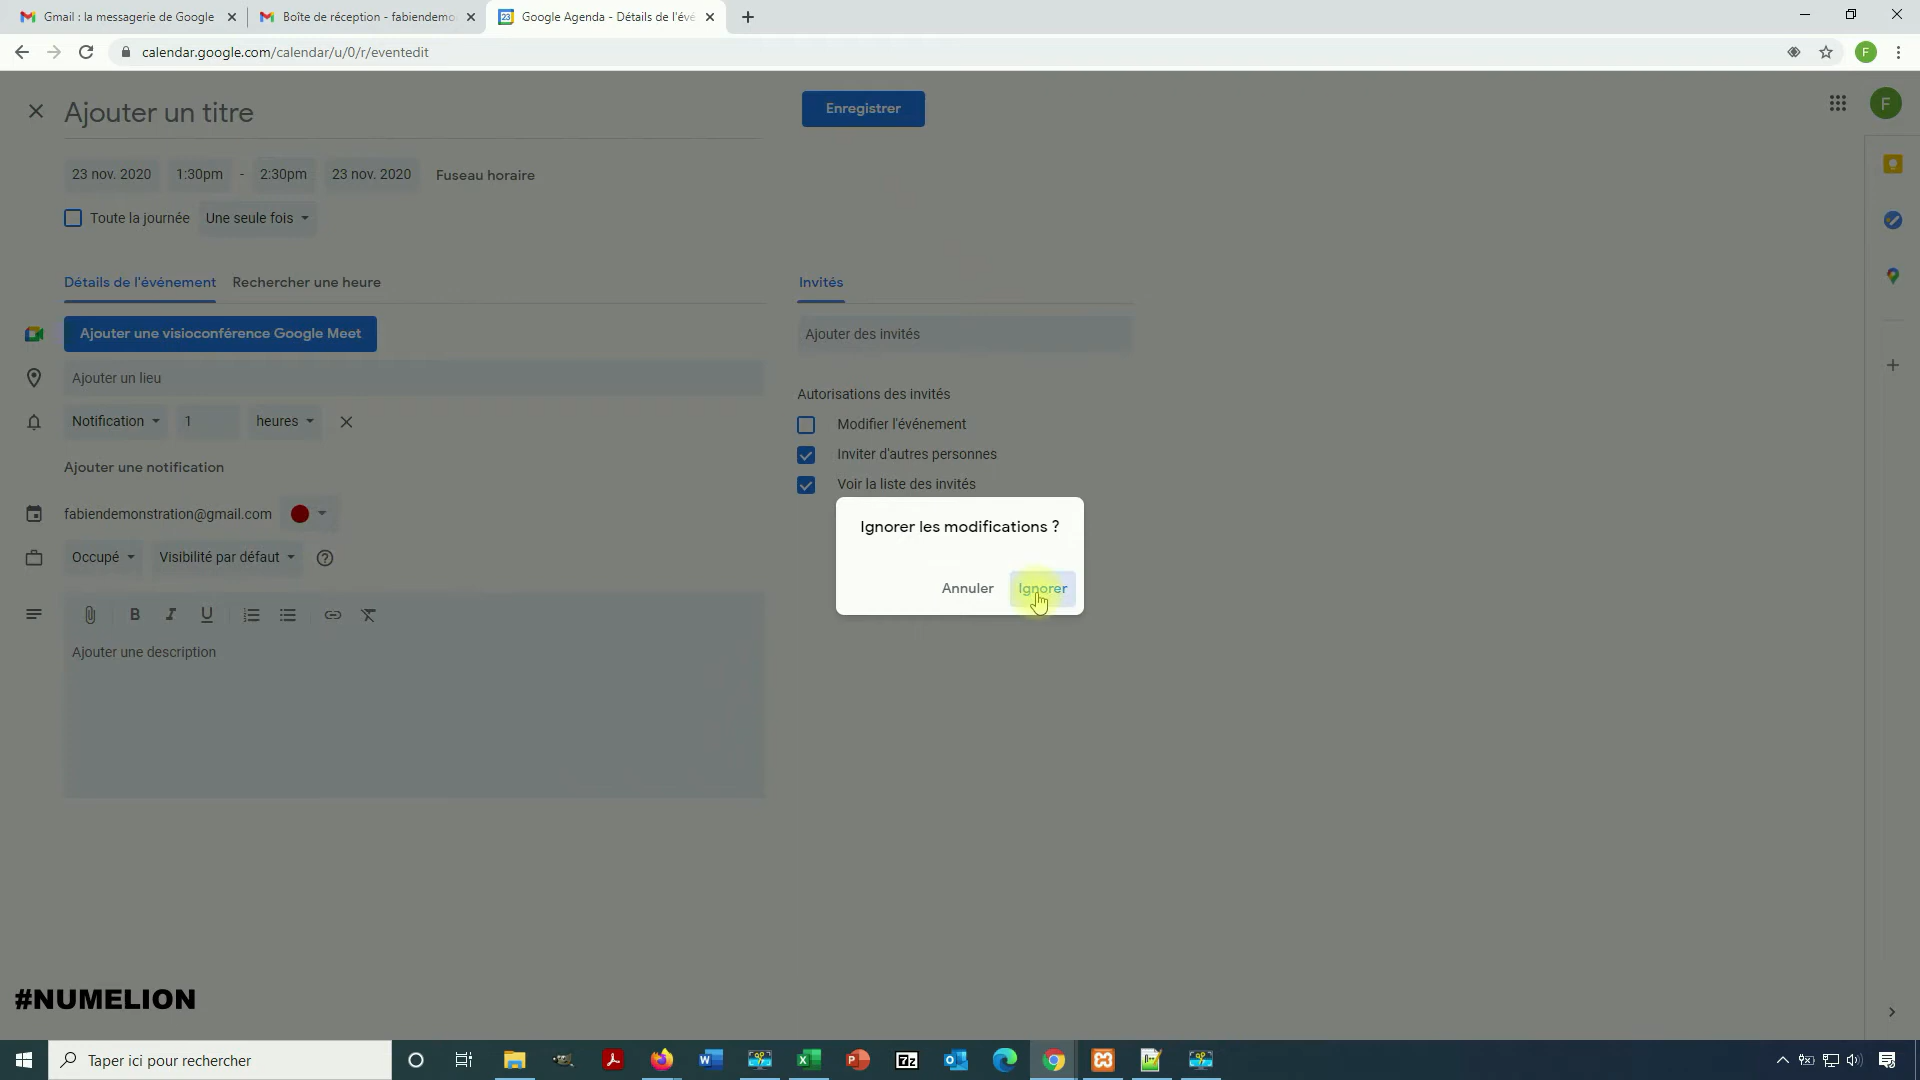 Gmail : la messagerie de Google
Boîte de réception - fabiendemo
Google Agenda - Détails de l'évé
calendar.google.com/calendar/u/0/r/eventedit
F
Ajouter un titre
Enregistrer
F
23 nov. 2020 1:30pm - 2:30pm 23 nov. 2020 Fuseau horaire
Toute la journée Une seule fois
Détails de l'événement Rechercher une heure
Invités
Ajouter une visioconférence Google Meet
Ajouter des invités
Ajouter un lieu
Autorisations des invités
Notification 1 heures
Modifier l'événement
Inviter d'autres personnes
Ajouter une notification
Voir la liste des invités
fabiendemonstration@gmail.com
Ignorer les modifications ?
Occupé Visibilité par défaut
Annuler Ignorer
B I U
Ajouter une description
#NUMELION
Taper ici pour rechercher